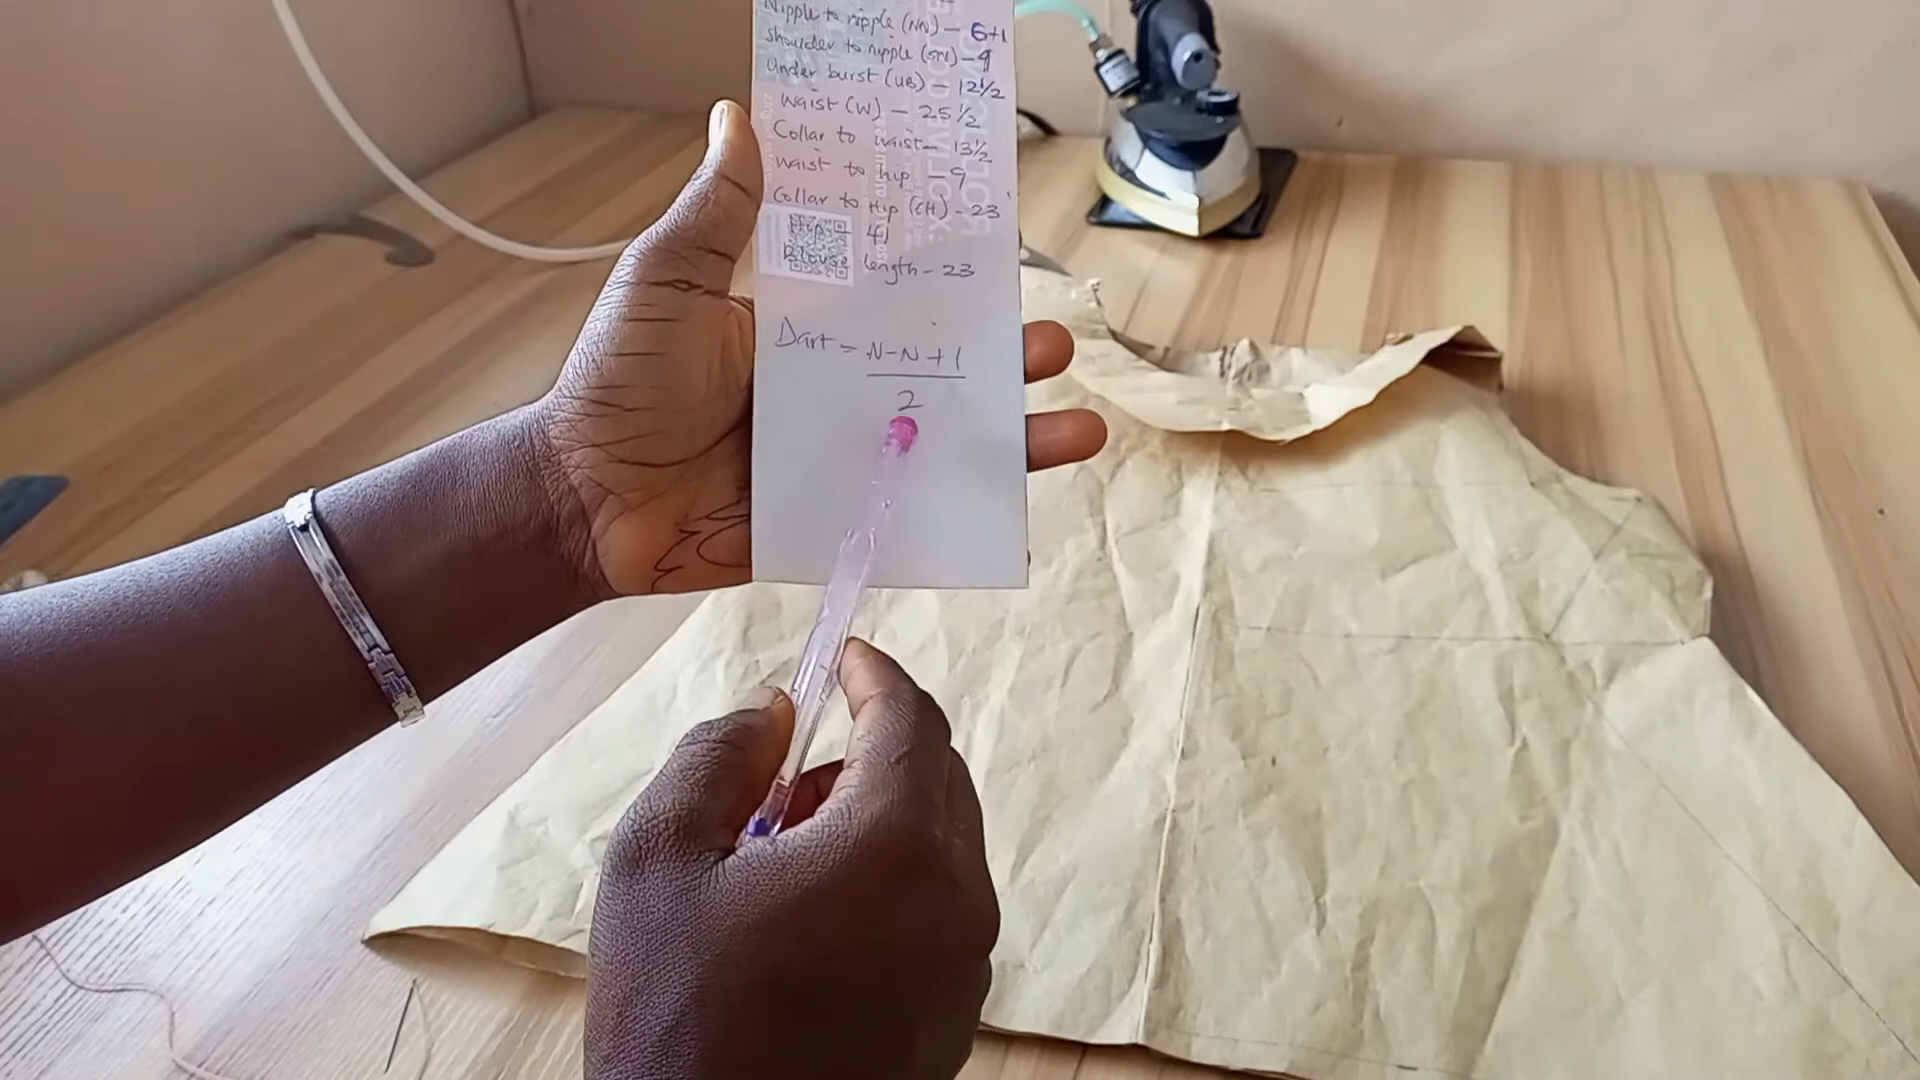 Nipple to nipple (NN) - 6+1
Shoulder to nipple (SN) - 9
Under burst (UB) - 12½
Waist (W) - 25½
Collar to waist - 13½
Waist to hip - 9
Collar to Hip (CH) - 23
Hip - 41
Blouse length - 23
Dart = N-N+1
2